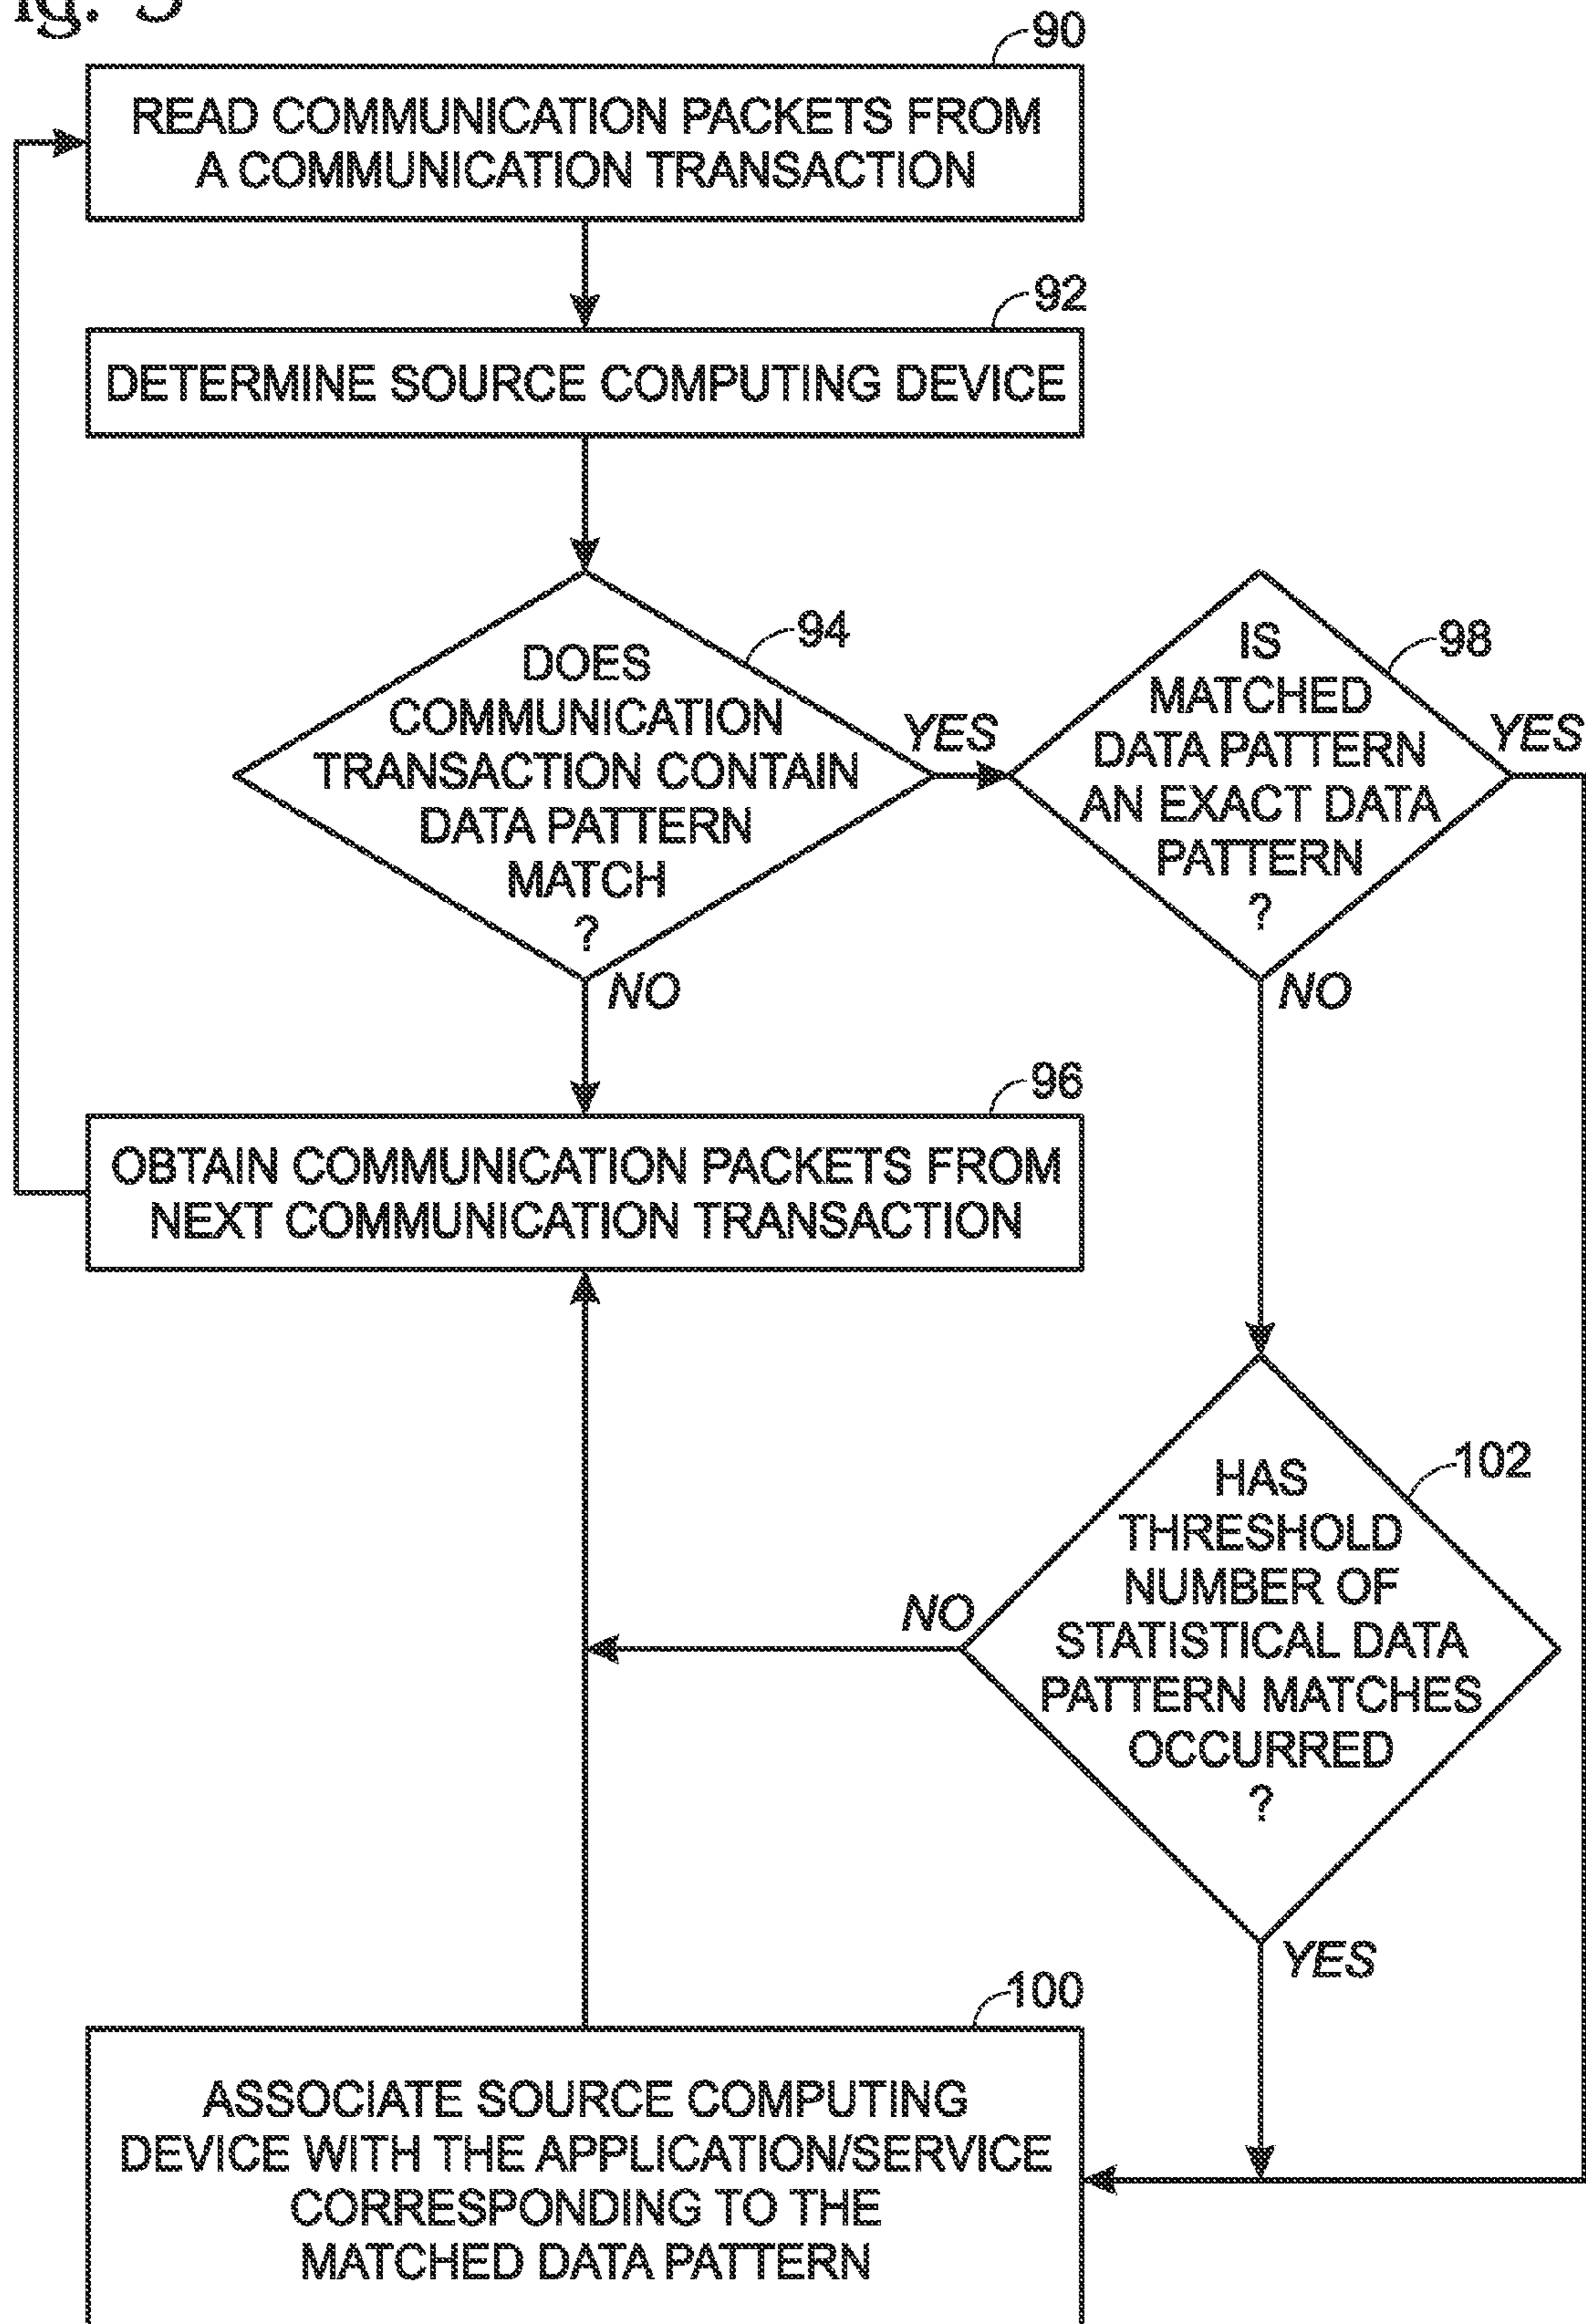 90
READ COMMUNICATION PACKETS FROM
A COMMUNICATION TRANSACTION
92
DETERMINE SOURCE COMPUTING DEVICE
94
DOES
COMMUNICATION
TRANSACTION CONTAIN
DATA PATTERN
MATCH
?
YES
NO
98
IS
MATCHED
DATA PATTERN
AN EXACT DATA
PATTERN
?
YES
NO
96
OBTAIN COMMUNICATION PACKETS FROM
NEXT COMMUNICATION TRANSACTION
102
HAS
THRESHOLD
NUMBER OF
STATISTICAL DATA
PATTERN MATCHES
OCCURRED
?
NO
YES
100
ASSOCIATE SOURCE COMPUTING
DEVICE WITH THE APPLICATION/SERVICE
CORRESPONDING TO THE
MATCHED DATA PATTERN